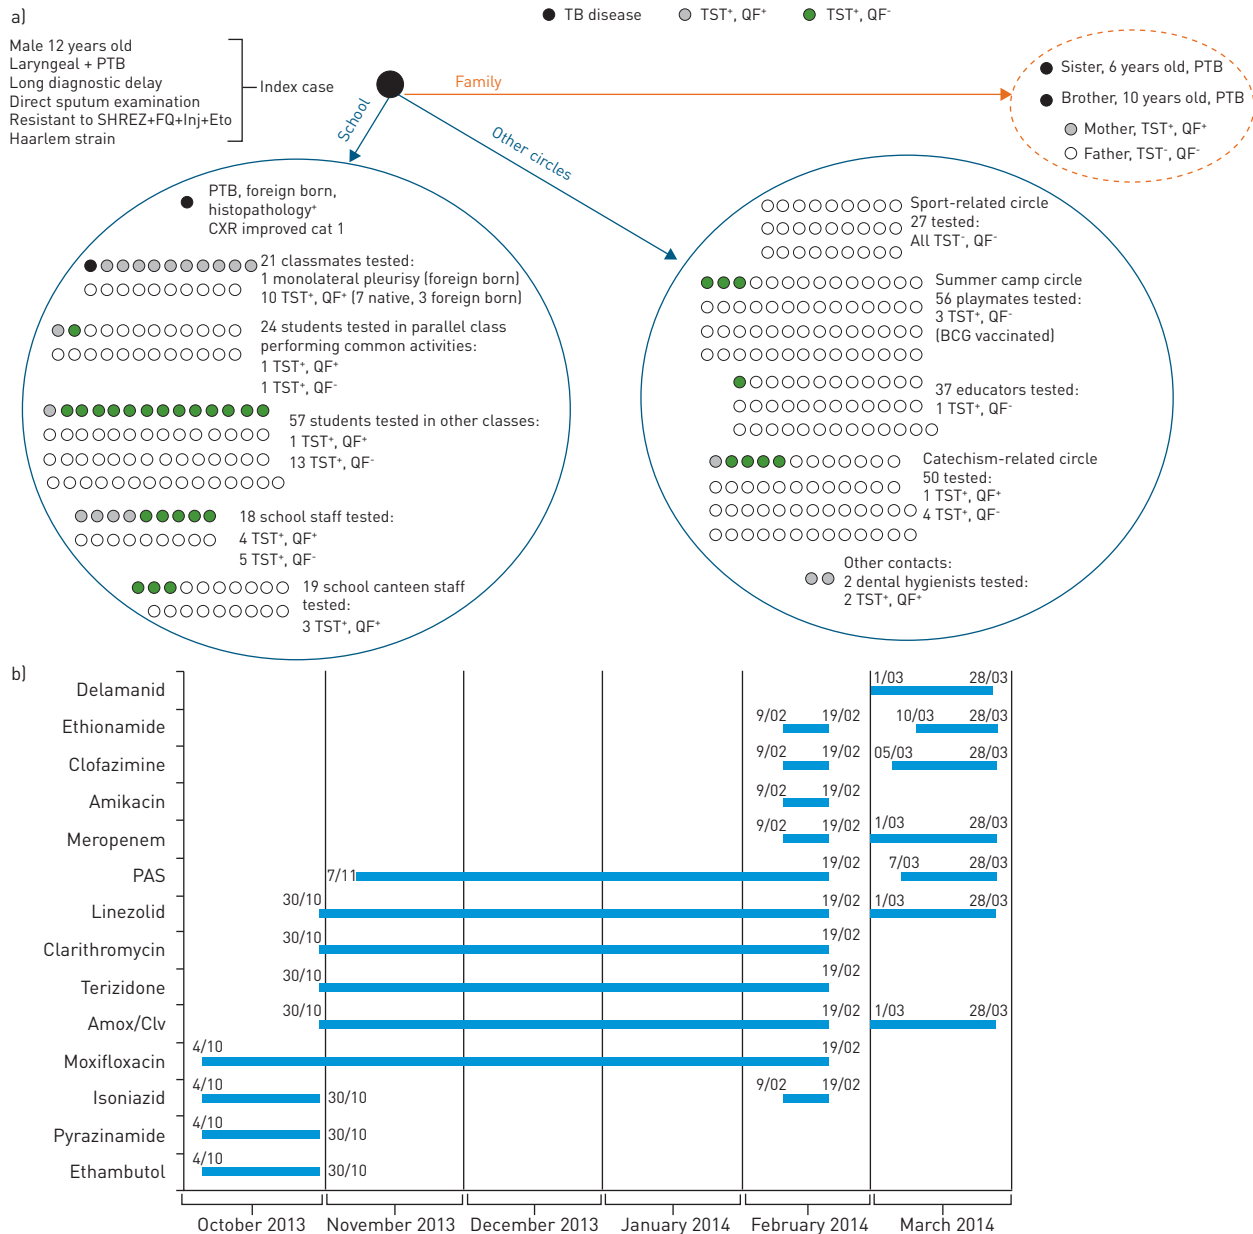 a)
TB disease
TST⁺, QF⁺
TST⁺, QF⁻
Male 12 years old
Laryngeal + PTB
Long diagnostic delay
Direct sputum examination
Resistant to SHREZ+FQ+Inj+Eto
Haarlem strain
Index case
Family
School
Other circles
Sister, 6 years old, PTB
Brother, 10 years old, PTB
Mother, TST⁺, QF⁺
Father, TST⁻, QF⁻
PTB, foreign born,
histopathology⁺
CXR improved cat 1
21 classmates tested:
1 monolateral pleurisy (foreign born)
10 TST⁺, QF⁺ (7 native, 3 foreign born)
24 students tested in parallel class
performing common activities:
1 TST⁺, QF⁺
1 TST⁺, QF⁻
57 students tested in other classes:
1 TST⁺, QF⁺
13 TST⁺, QF⁻
18 school staff tested:
4 TST⁺, QF⁺
5 TST⁺, QF⁻
19 school canteen staff
tested:
3 TST⁺, QF⁺
Sport-related circle
27 tested:
All TST⁻, QF⁻
Summer camp circle
56 playmates tested:
3 TST⁺, QF⁻
(BCG vaccinated)
37 educators tested:
1 TST⁺, QF⁻
Catechism-related circle
50 tested:
1 TST⁺, QF⁺
4 TST⁺, QF⁻
Other contacts:
2 dental hygienists tested:
2 TST⁺, QF⁺
b)
Delamanid 1/03 28/03
Ethionamide 9/02 19/02 10/03 28/03
Clofazimine 9/02 19/02 05/03 28/03
Amikacin 9/02 19/02
Meropenem 9/02 19/02 1/03 28/03
PAS 7/11 19/02 7/03 28/03
Linezolid 30/10 19/02 1/03 28/03
Clarithromycin 30/10 19/02
Terizidone 30/10 19/02
Amox/Clv 30/10 19/02 1/03 28/03
Moxifloxacin 4/10 19/02
Isoniazid 4/10 30/10 9/02 19/02
Pyrazinamide 4/10 30/10
Ethambutol 4/10 30/10
October 2013 November 2013 December 2013 January 2014 February 2014 March 2014